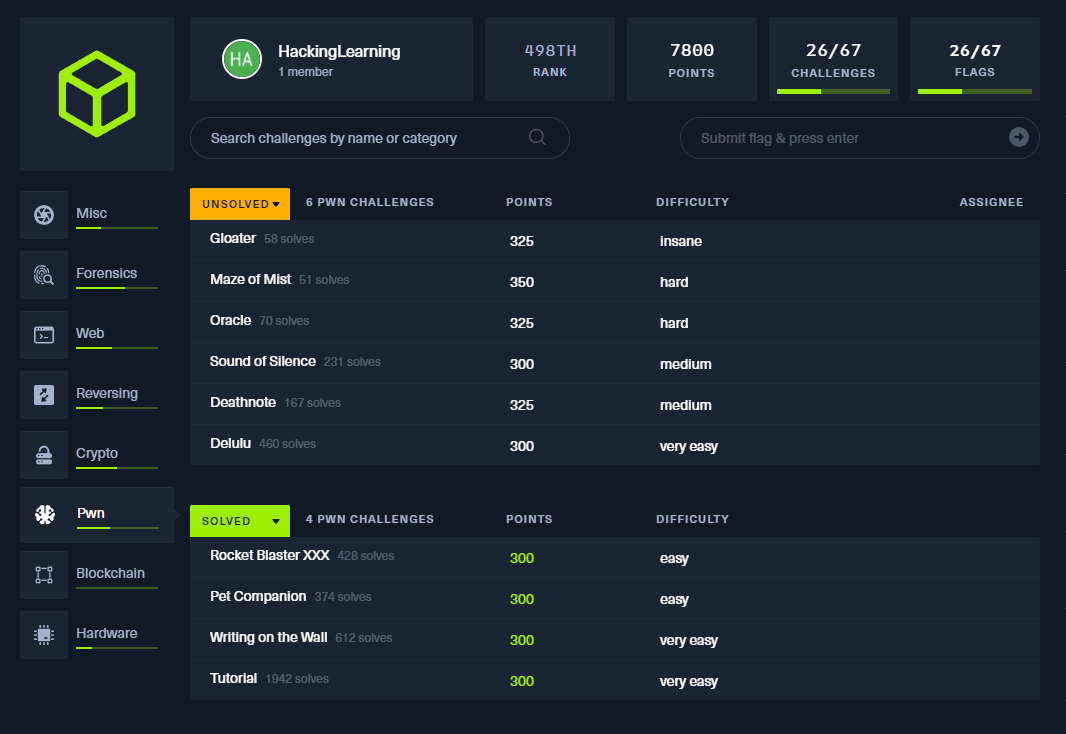 HA HackingLearning 1 member
498TH RANK
7800 POINTS
26/67 CHALLENGES
26/67 FLAGS
Search challenges by name or category
Submit flag & press enter
Misc
Forensics
Web
Reversing
Crypto
Pwn
Blockchain
Hardware
UNSOLVED 6 PWN CHALLENGES POINTS DIFFICULTY ASSIGNEE
Gloater 58 solves 325 insane
Maze of Mist 51 solves 350 hard
Oracle 70 solves 325 hard
Sound of Silence 231 solves 300 medium
Deathnote 167 solves 325 medium
Delulu 460 solves 300 very easy
SOLVED 4 PWN CHALLENGES POINTS DIFFICULTY
Rocket Blaster XXX 428 solves 300 easy
Pet Companion 374 solves 300 easy
Writing on the Wall 612 solves 300 very easy
Tutorial 1942 solves 300 very easy